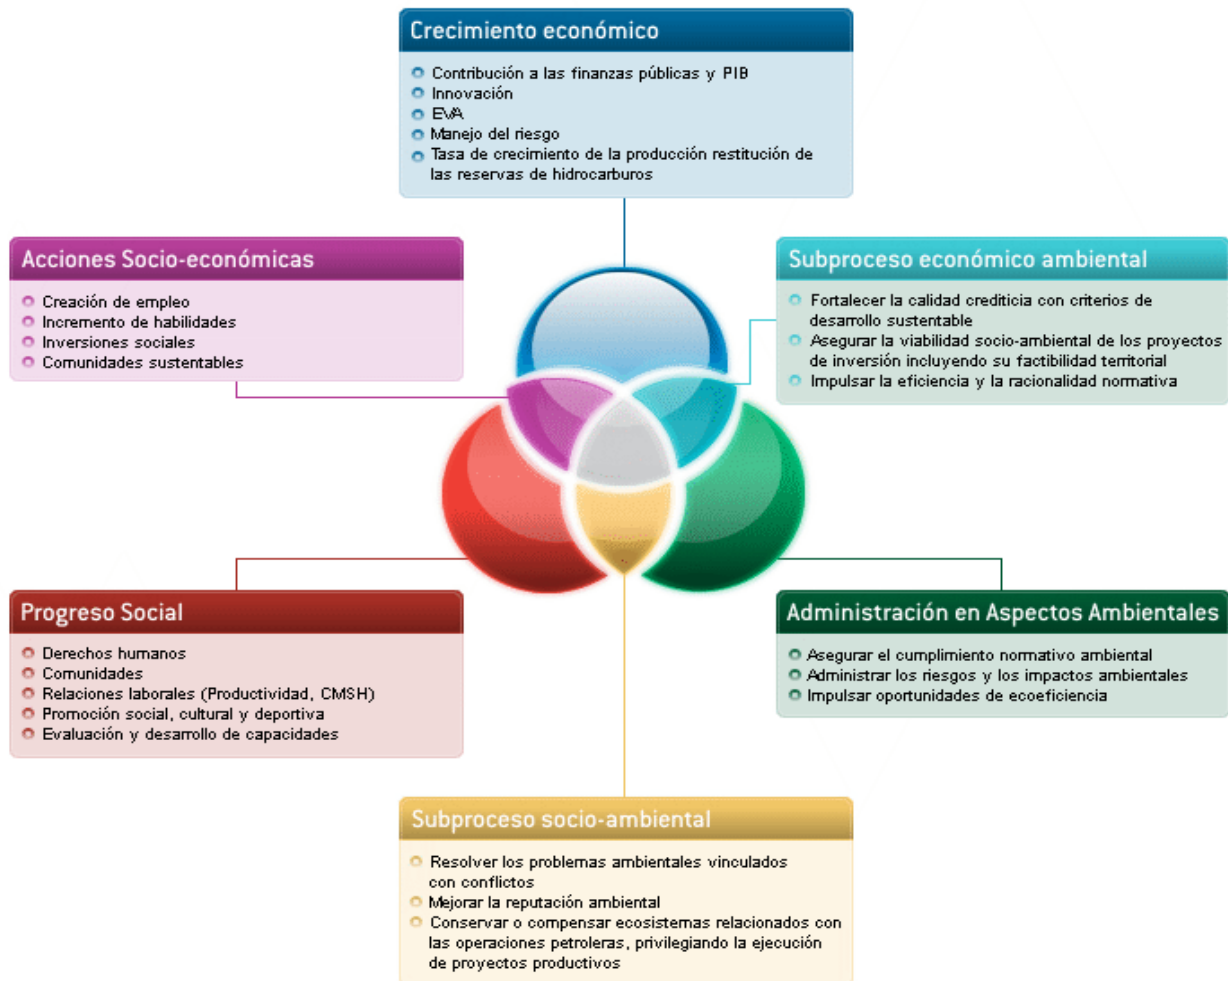 Crecimiento económico
Contribución a las finanzas públicas y PIB
Innovación
EVA
Manejo del riesgo
Tasa de crecimiento de la producción restitución de
las reservas de hidrocarburos
Acciones Socio-económicas
Creación de empleo
Incremento de habilidades
Inversiones sociales
Comunidades sustentables
Subproceso económico ambiental
Fortalecer la calidad crediticia con criterios de
desarrollo sustentable
Asegurar la viabilidad socio-ambiental de los proyectos
de inversión incluyendo su factibilidad territorial
Impulsar la eficiencia y la racionalidad normativa
Progreso Social
Derechos humanos
Comunidades
Relaciones laborales (Productividad, CMSH)
Promoción social, cultural y deportiva
Evaluación y desarrollo de capacidades
Administración en Aspectos Ambientales
Asegurar el cumplimiento normativo ambiental
Administrar los riesgos y los impactos ambientales
Impulsar oportunidades de ecoeficiencia
Subproceso socio-ambiental
Resolver los problemas ambientales vinculados
con conflictos
Mejorar la reputación ambiental
Conservar o compensar ecosistemas relacionados con
las operaciones petroleras, privilegiando la ejecución
de proyectos productivos